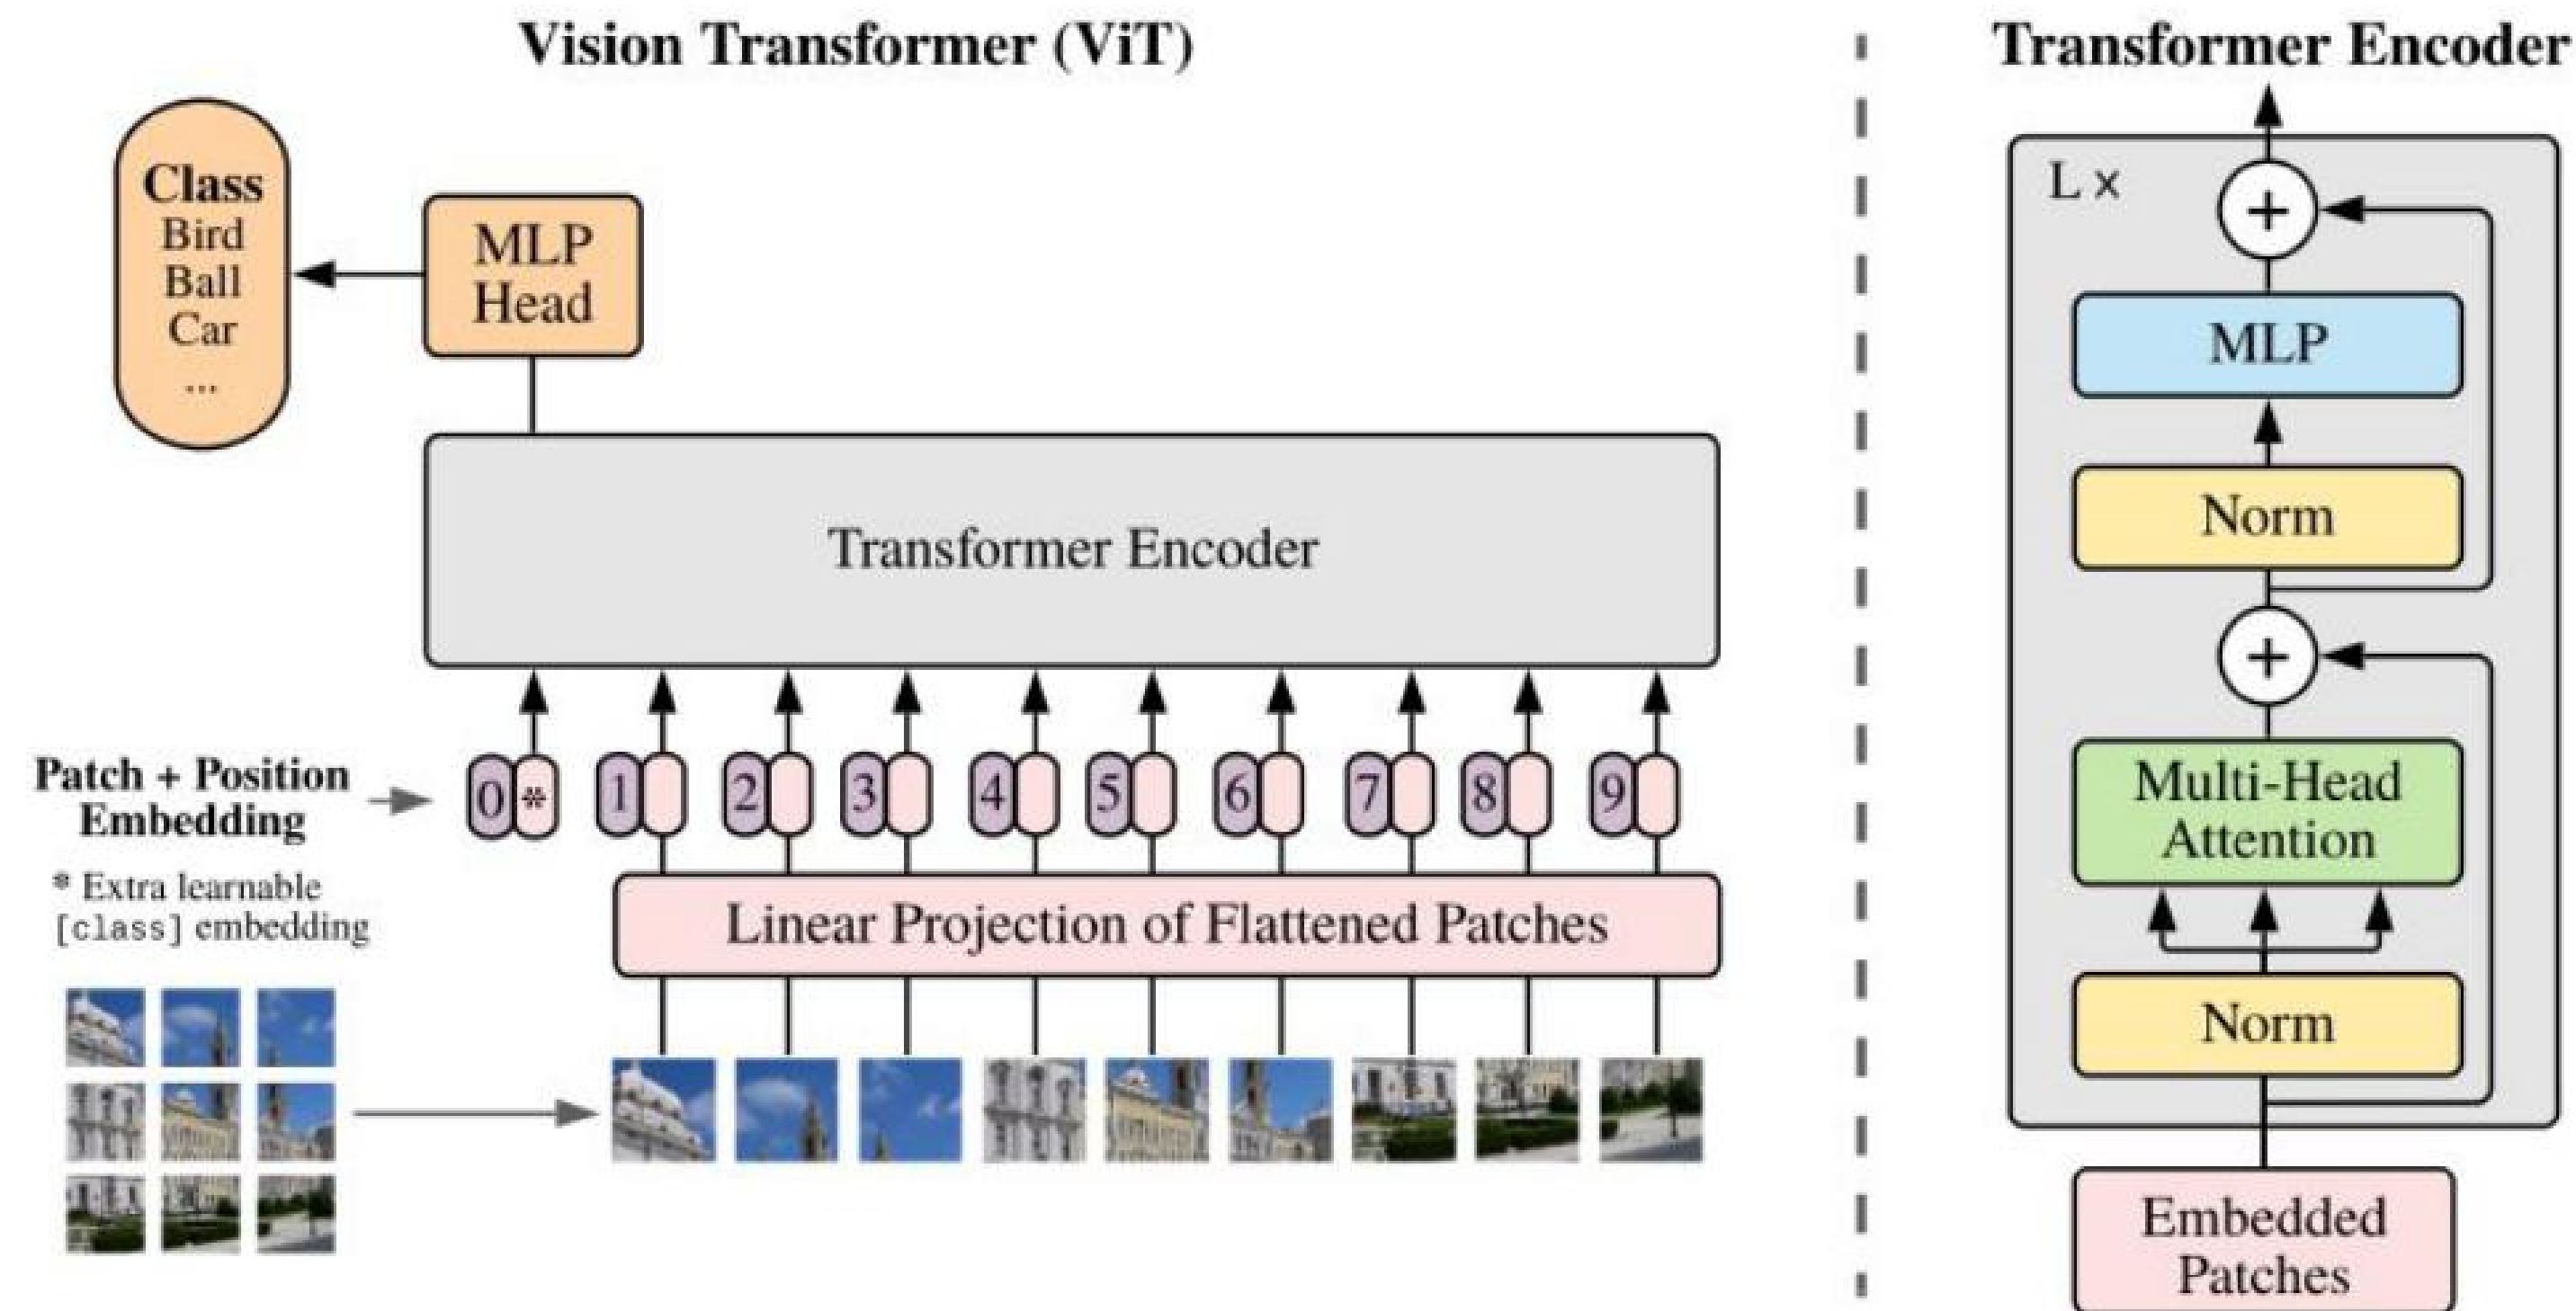 Vision Transformer (ViT)
Class
Bird
Ball
Car
...
MLP
Head
Transformer Encoder
Patch + Position
Embedding
* Extra learnable
[class] embedding
0 * 1 2 3 4 5 6 7 8 9
Linear Projection of Flattened Patches
Transformer Encoder
L x
+
MLP
Norm
+
Multi-Head
Attention
Norm
Embedded
Patches